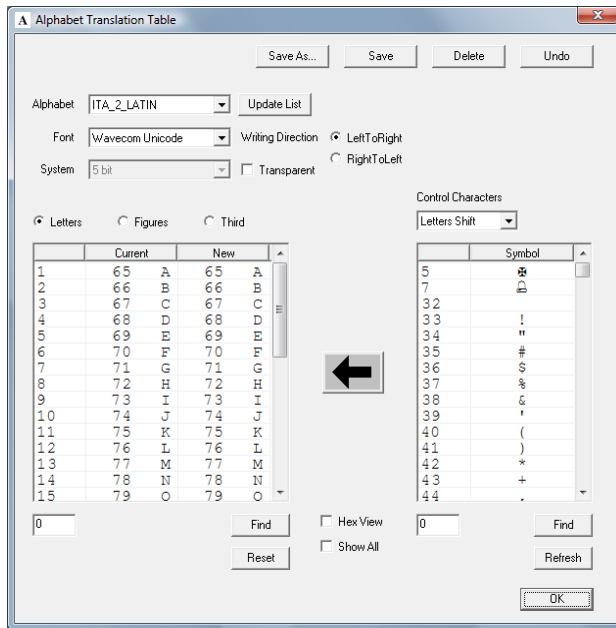 A Alphabet Translation Table X
Save As... Save Delete Undo
Alphabet ITA_2_LATIN Update List
Font Wavecom Unicode Writing Direction LeftToRight
RightToLeft
System 5 bit Transparent
Control Characters
Letters Figures Third Letters Shift
Current New Symbol
1 65 A 65 A 5 ✠
2 66 B 66 B 7 🔔
3 67 C 67 C 32
4 68 D 68 D 33 !
5 69 E 69 E 34 "
6 70 F 70 F 35 #
7 71 G 71 G 36 $
8 72 H 72 H 37 %
9 73 I 73 I 38 &
10 74 J 74 J 39 '
11 75 K 75 K 40 (
12 76 L 76 L 41 )
13 77 M 77 M 42 *
14 78 N 78 N 43 +
15 79 O 79 O 44 ,
0 Find Hex View 0 Find
Reset Show All Refresh
OK